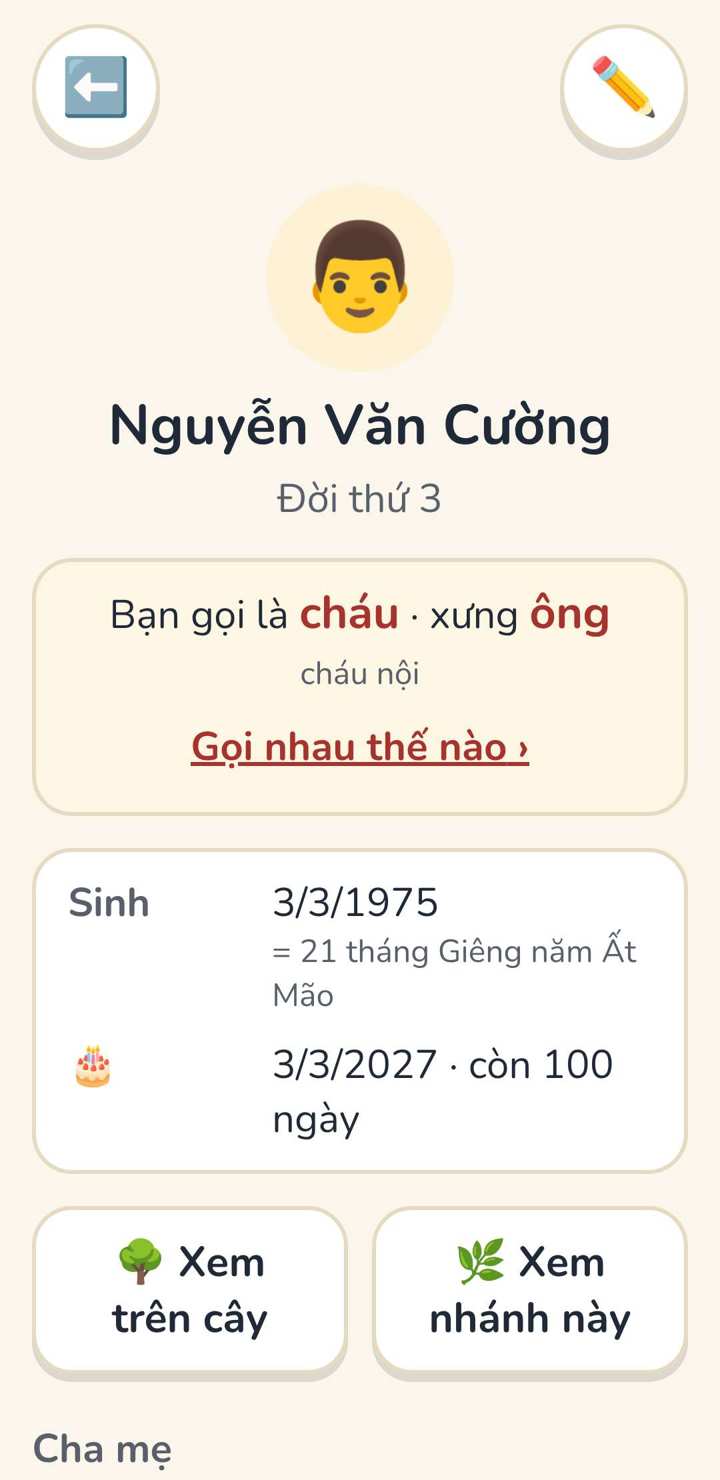 Nguyễn Văn Cường
Đời thứ 3
Bạn gọi là cháu · xưng ông
cháu nội
Gọi nhau thế nào ›
Sinh
3/3/1975
= 21 tháng Giêng năm Ất
Mão
3/3/2027 · còn 100
ngày
Xem
trên cây
Xem
nhánh này
Cha mẹ